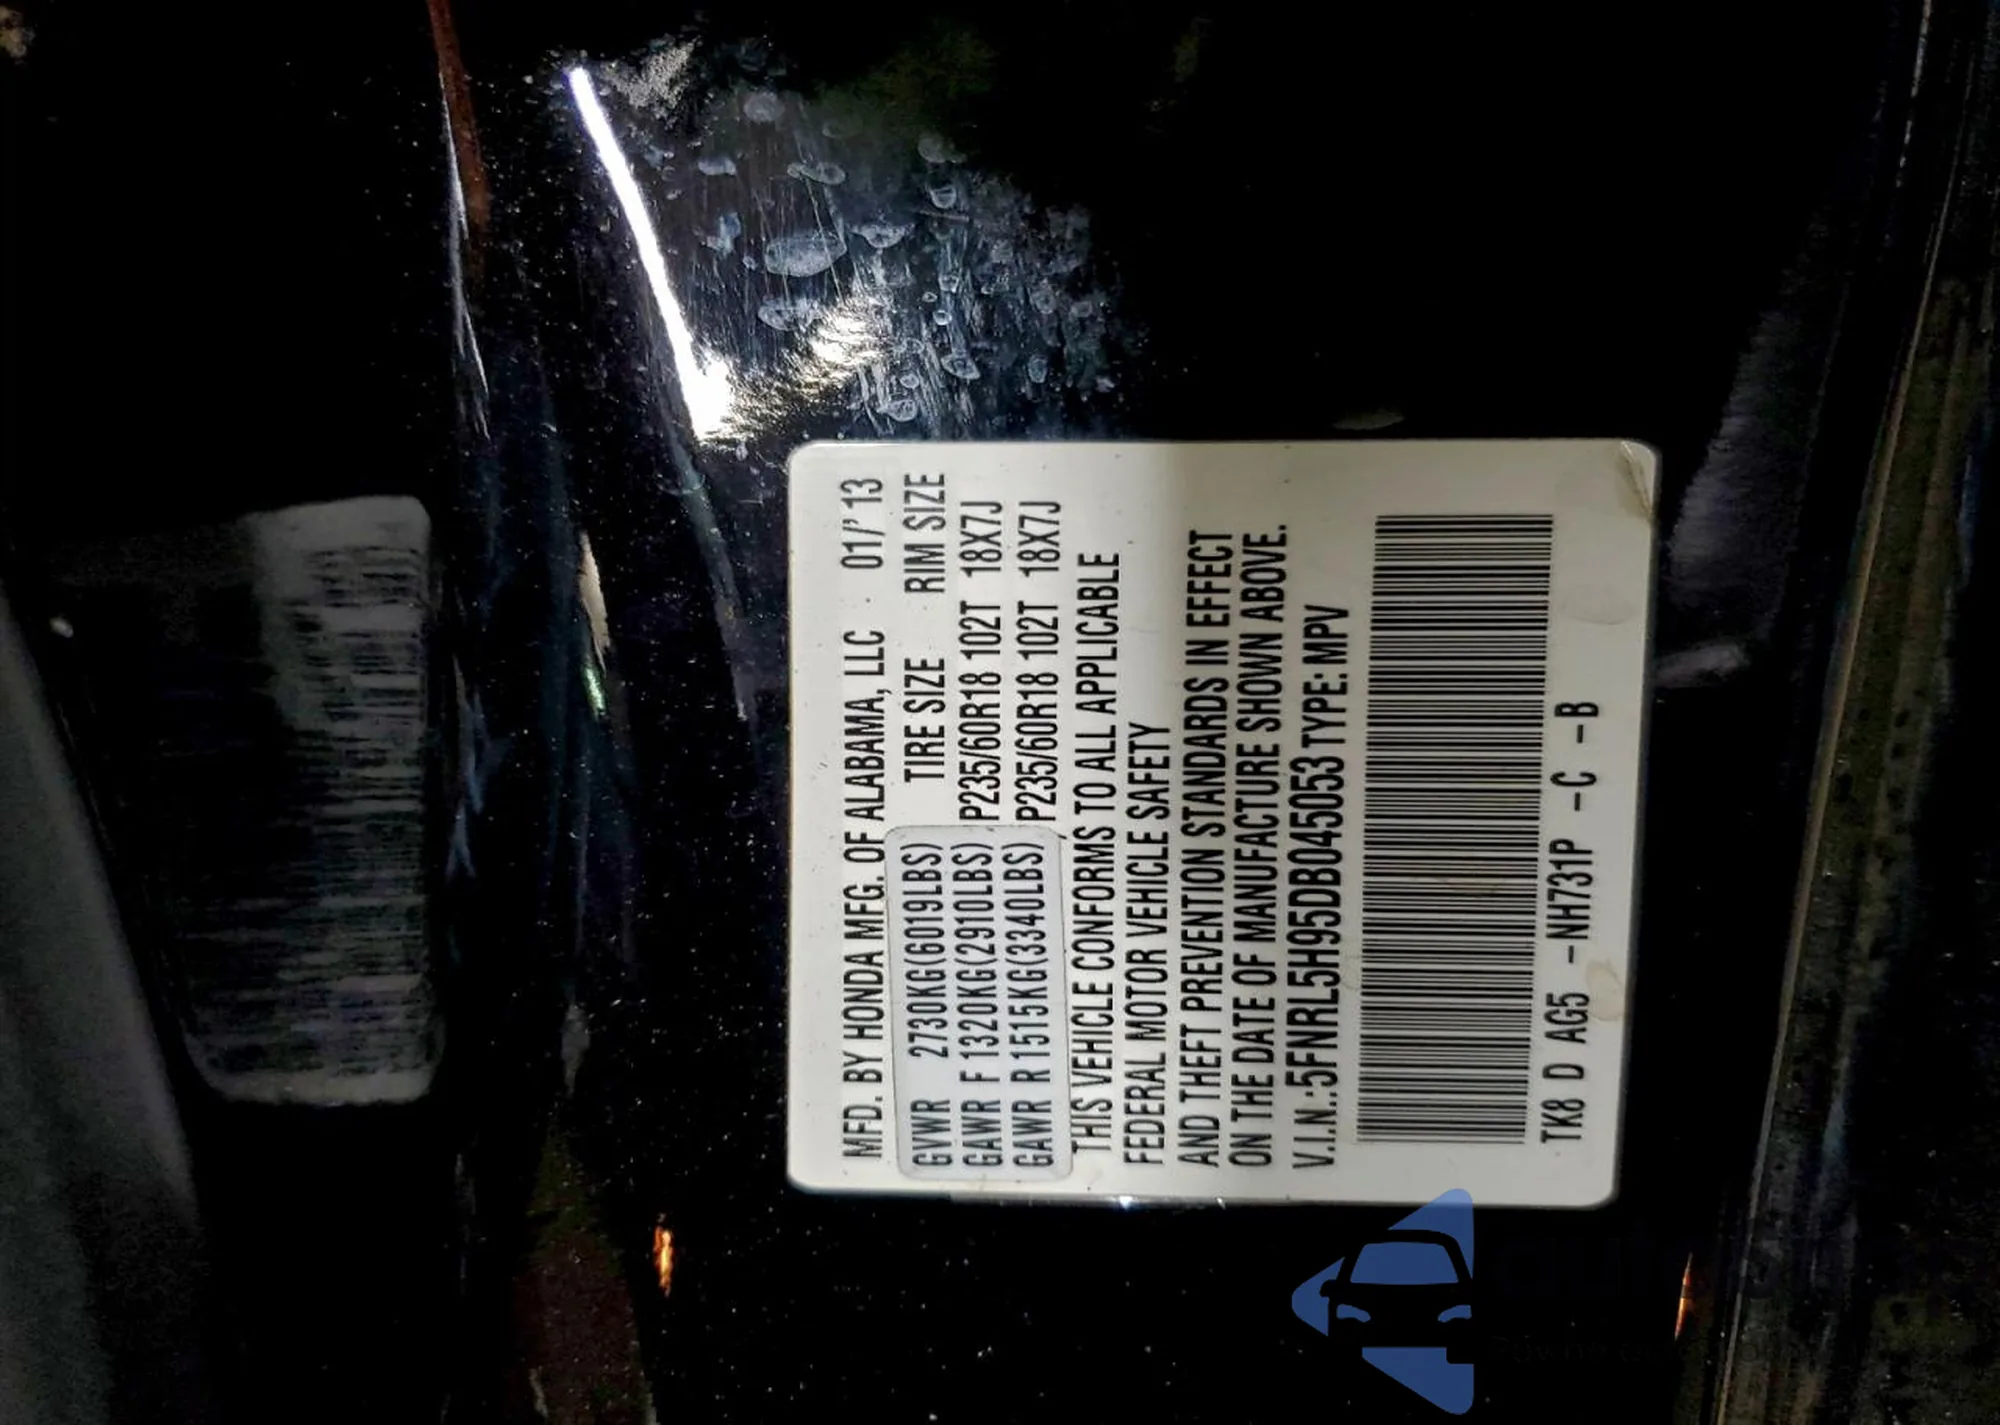 MFD. BY HONDA MFG. OF ALABAMA, LLC 01/'13
TIRE SIZE RIM SIZE
GVWR 2730KG(6019LBS)
GAWR F 1320KG(2910LBS) P235/60R18 102T 18X7J
GAWR R 1515KG(3340LBS) P235/60R18 102T 18X7J
THIS VEHICLE CONFORMS TO ALL APPLICABLE
FEDERAL MOTOR VEHICLE SAFETY
AND THEFT PREVENTION STANDARDS IN EFFECT
ON THE DATE OF MANUFACTURE SHOWN ABOVE.
V.I.N.:5FNRL5H95DB045053 TYPE: MPV
TK8 D AG5 -NH731P -C -B